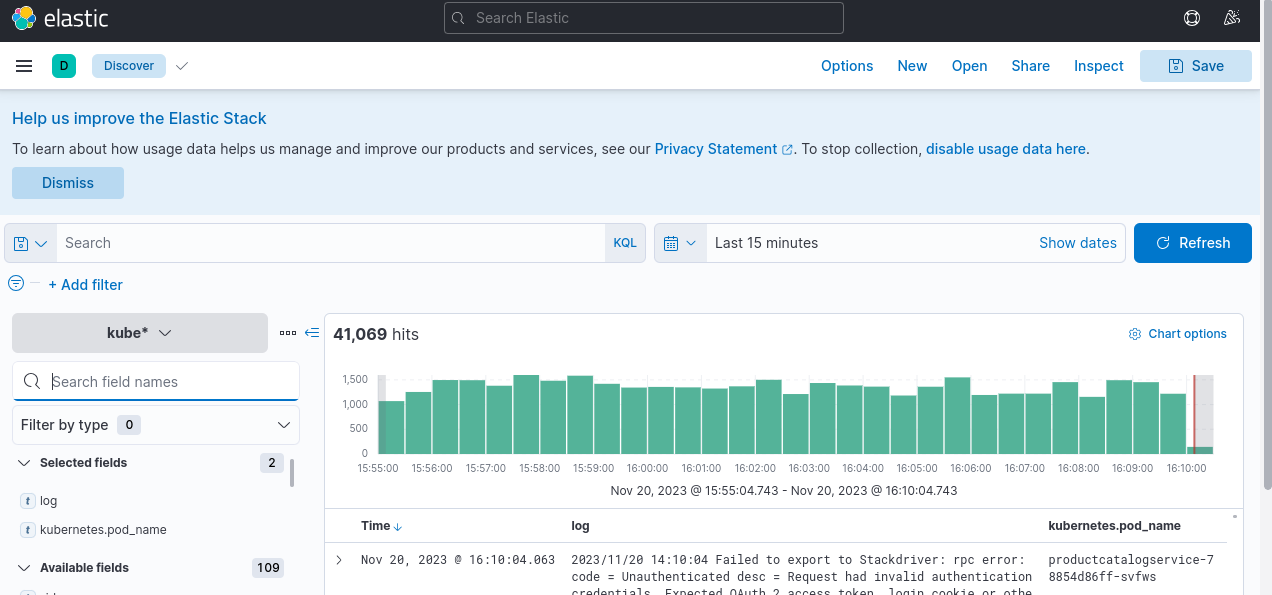 elastic
Search Elastic
D
Discover
Options
New
Open
Share
Inspect
Save
Help us improve the Elastic Stack
To learn about how usage data helps us manage and improve our products and services, see our Privacy Statement. To stop collection, disable usage data here.
Dismiss
Search
KQL
Last 15 minutes
Show dates
Refresh
+ Add filter
kube*
Search field names
Filter by type 0
Selected fields 2
t log
t kubernetes.pod_name
Available fields 109
41,069 hits
Chart options
1,500
1,000
500
0
15:55:00 15:56:00 15:57:00 15:58:00 15:59:00 16:00:00 16:01:00 16:02:00 16:03:00 16:04:00 16:05:00 16:06:00 16:07:00 16:08:00 16:09:00 16:10:00
Nov 20, 2023 @ 15:55:04.743 - Nov 20, 2023 @ 16:10:04.743
Time log kubernetes.pod_name
Nov 20, 2023 @ 16:10:04.063
2023/11/20 14:10:04 Failed to export to Stackdriver: rpc error:
code = Unauthenticated desc = Request had invalid authentication
credentials. Expected OAuth 2 access token, login cookie or othe
productcatalogservice-7
8854d86ff-svfws